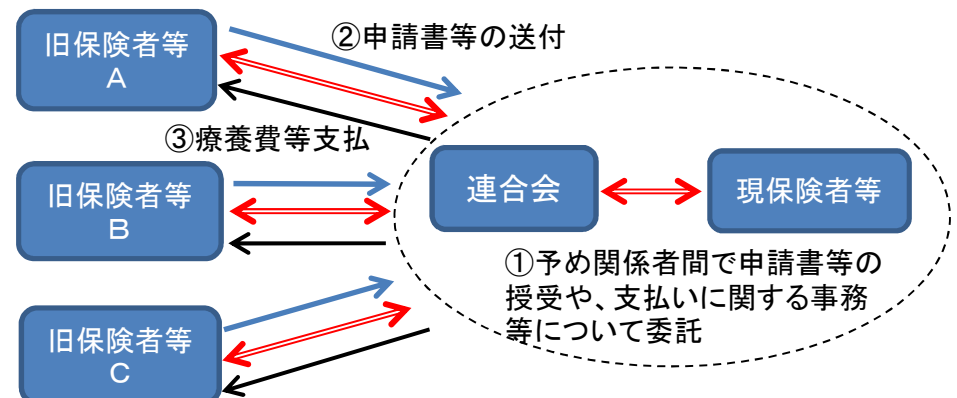 旧保険者等
A
②申請書等の送付
③療養費等支払
旧保険者等
B
連合会
現保険者等
①予め関係者間で申請書等の
授受や、支払いに関する事務
等について委託
旧保険者等
C